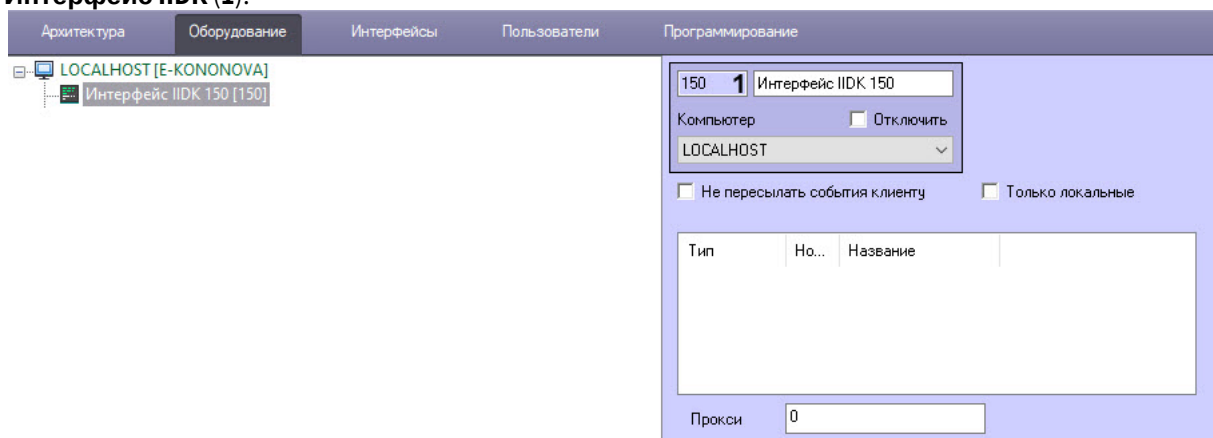 Интерфейс IIDK (1).
Архитектура Оборудование Интерфейсы Пользователи Программирование
LOCALHOST [E-KONONOVA]
Интерфейс IIDK 150 [150]
150 1 Интерфейс IIDK 150
Компьютер Отключить
LOCALHOST
Не пересылать события клиенту Только локальные
Тип Но... Название
Прокси 0